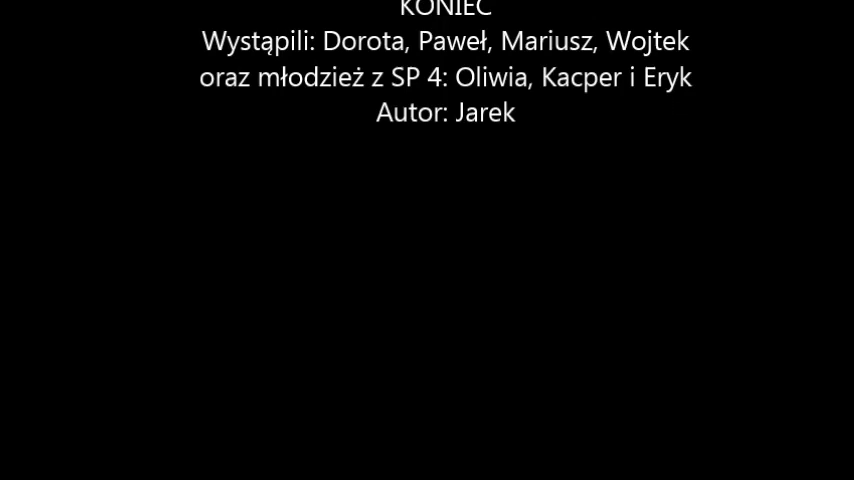 KONIEC
Wystąpili: Dorota, Paweł, Mariusz, Wojtek
oraz młodzież z SP 4: Oliwia, Kacper i Eryk
Autor: Jarek